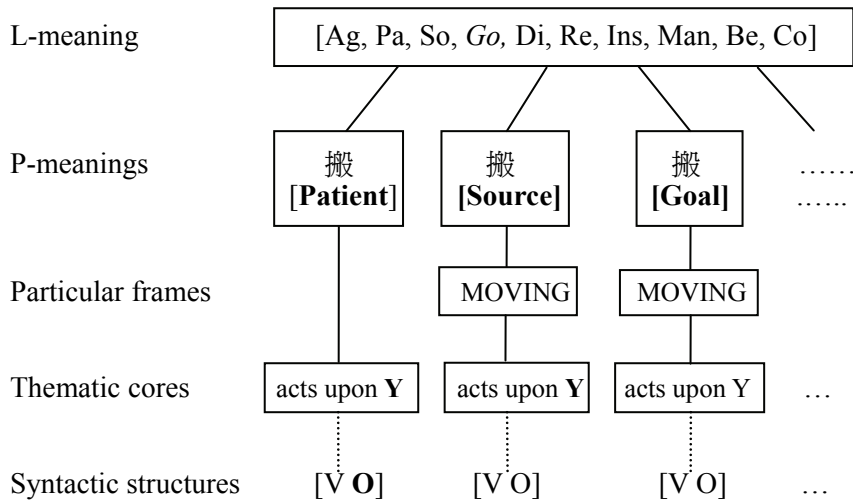 L-meaning [Ag, Pa, So, Go, Di, Re, Ins, Man, Be, Co]
P-meanings 搬 搬 搬 ……
[Patient] [Source] [Goal] ……
Particular frames MOVING MOVING
Thematic cores acts upon Y acts upon Y acts upon Y …
Syntactic structures [V O] [V O] [V O] …